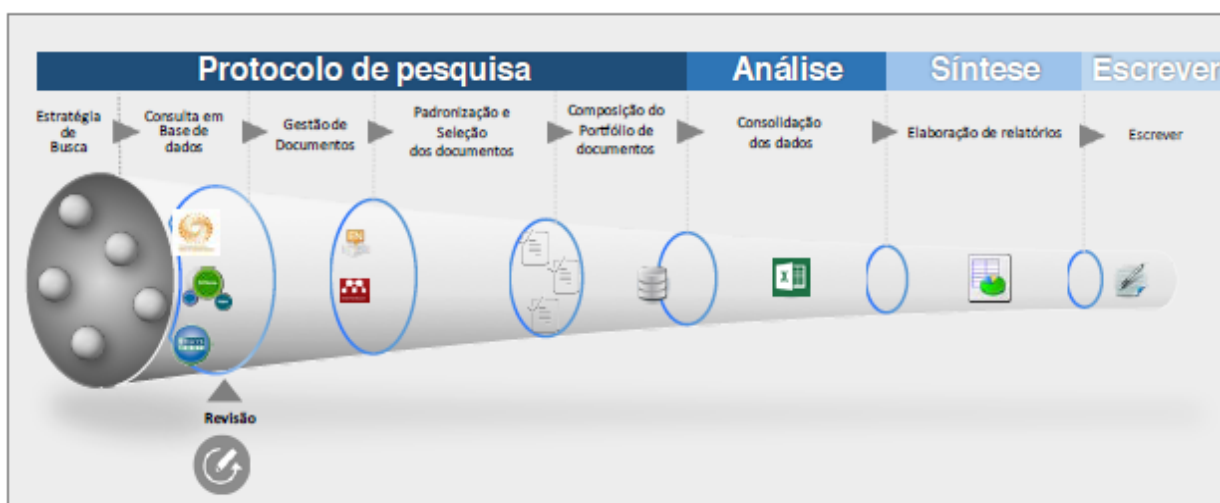 Protocolo de pesquisa
Análise
Síntese
Escrever
Estratégia
de
Busca
Consulta em
Base de
dados
Gestão de
Documentos
Padronização e
Seleção
dos documentos
Composição do
Portfólio de
documentos
Consolidação
dos dados
Elaboração de relatórios
Escrever
EN
X
Revisão